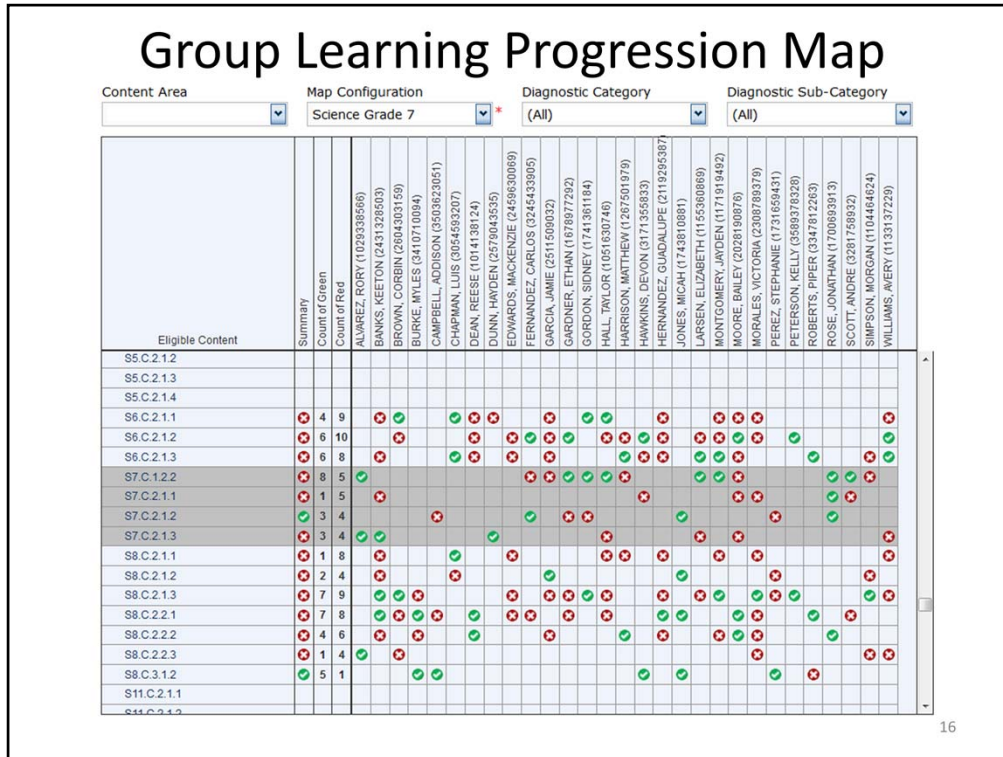 Group Learning Progression Map
Content Area Map Configuration Diagnostic Category Diagnostic Sub-Category
Science Grade 7 * (All) (All)
Eligible Content
Summary
Count of Green
Count of Red
ALVAREZ, RORY (1029338566)
BANKS, KEETON (2431328503)
BROWN, CORBIN (2604303159)
BURKE, MYLES (3410710094)
CAMPBELL, ADDISON (3503623051)
CHAPMAN, LUIS (3054593207)
DEAN, REESE (1014138124)
DUNN, HAYDEN (2579043535)
EDWARDS, MACKENZIE (2459630069)
FERNANDEZ, CARLOS (3245433905)
GARCIA, JAMIE (2511509032)
GARDNER, ETHAN (1678977292)
GORDON, SIDNEY (1741361184)
HALL, TAYLOR (1051630746)
HARRISON, MATTHEW (1267501979)
HAWKINS, DEVON (3171355833)
HERNANDEZ, GUADALUPE (2119295387)
JONES, MICAH (1743810881)
LARSEN, ELIZABETH (1155360869)
MONTGOMERY, JAYDEN (1171919492)
MOORE, BAILEY (2028190876)
MORALES, VICTORIA (2308789379)
PEREZ, STEPHANIE (1731659431)
PETERSON, KELLY (3589378328)
ROBERTS, PIPER (3347812263)
ROSE, JONATHAN (1700693913)
SCOTT, ANDRE (3281758932)
SIMPSON, MORGAN (1104464624)
WILLIAMS, AVERY (1133137229)
S5.C.2.1.2
S5.C.2.1.3
S5.C.2.1.4
S6.C.2.1.1 4 9
S6.C.2.1.2 6 10
S6.C.2.1.3 6 8
S7.C.1.2.2 8 5
S7.C.2.1.1 1 5
S7.C.2.1.2 3 4
S7.C.2.1.3 3 4
S8.C.2.1.1 1 8
S8.C.2.1.2 2 4
S8.C.2.1.3 7 9
S8.C.2.2.1 7 8
S8.C.2.2.2 4 6
S8.C.2.2.3 1 4
S8.C.3.1.2 5 1
S11.C.2.1.1
S11.C.2.1.2
16